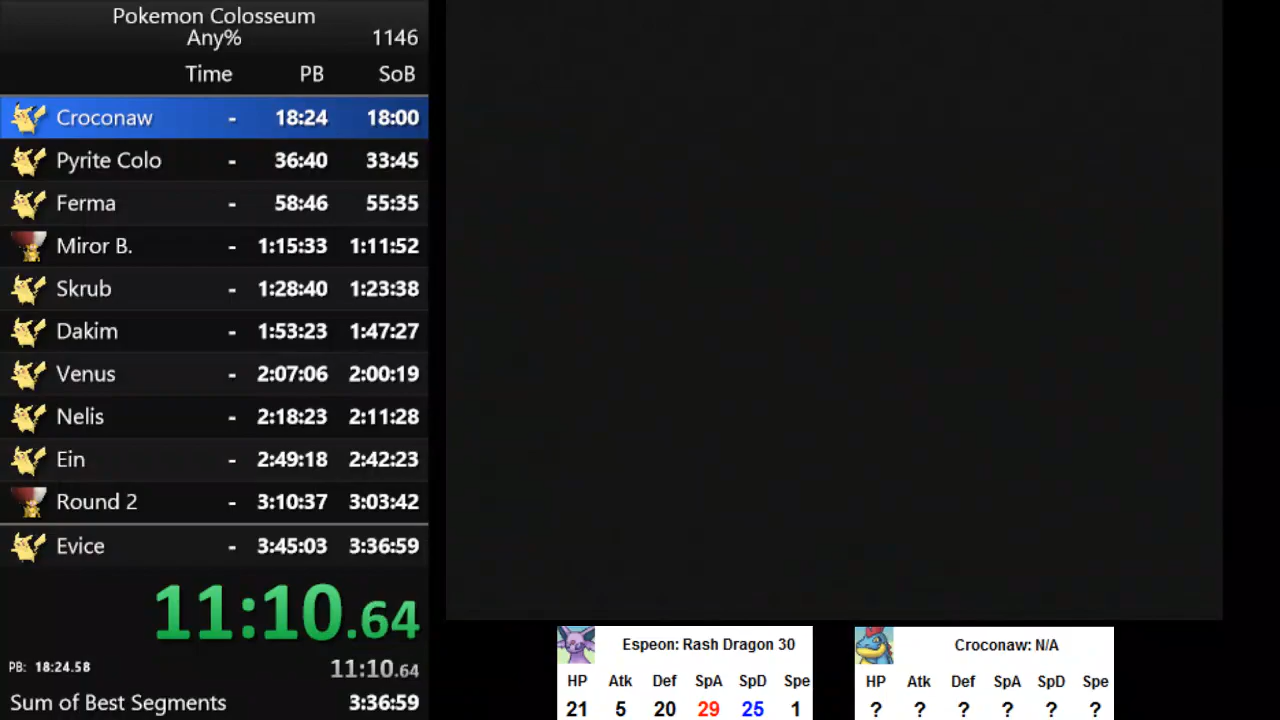 Pokemon Colosseum
Any% 1146
Time PB SoB
Croconaw - 18:24 18:00
Pyrite Colo - 36:40 33:45
Ferma - 58:46 55:35
Miror B. - 1:15:33 1:11:52
Skrub - 1:28:40 1:23:38
Dakim - 1:53:23 1:47:27
Venus - 2:07:06 2:00:19
Nelis - 2:18:23 2:11:28
Ein - 2:49:18 2:42:23
Round 2 - 3:10:37 3:03:42
Evice - 3:45:03 3:36:59
11:10.64
PB: 18:24.58 11:10.64
Sum of Best Segments 3:36:59
Espeon: Rash Dragon 30
HP Atk Def SpA SpD Spe
21 5 20 29 25 1
Croconaw: N/A
HP Atk Def SpA SpD Spe
? ? ? ? ? ?